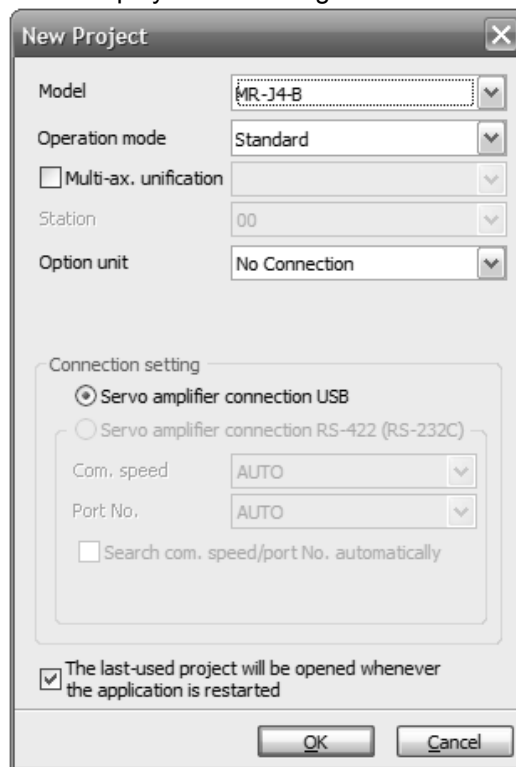 New Project
Model
MR-J4-B
Operation mode
Standard
Multi-ax. unification
Station
00
Option unit
No Connection
Connection setting
Servo amplifier connection USB
Servo amplifier connection RS-422 (RS-232C)
Com. speed
AUTO
Port No.
AUTO
Search com. speed/port No. automatically
The last-used project will be opened whenever
the application is restarted
OK
Cancel